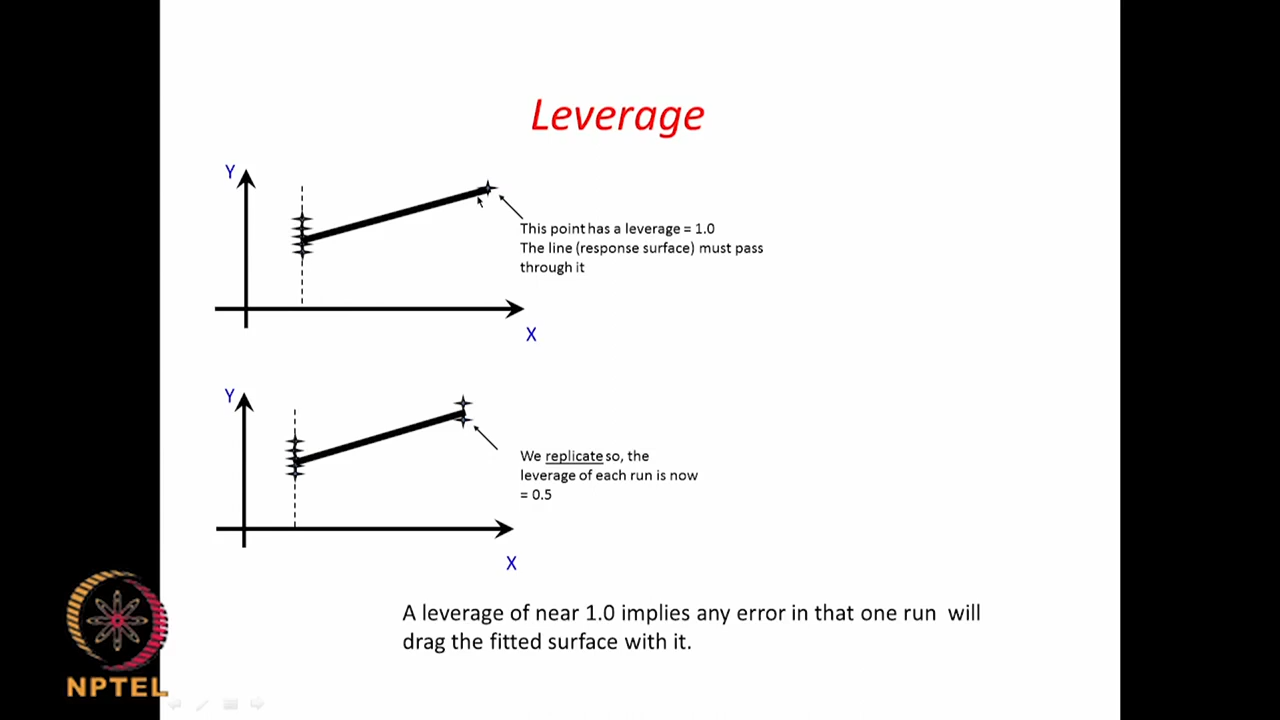 Leverage
Y
This point has a leverage = 1.0
The line (response surface) must pass
through it
X
Y
We replicate so, the
leverage of each run is now
= 0.5
X
A leverage of near 1.0 implies any error in that one run will
drag the fitted surface with it.
NPTEL